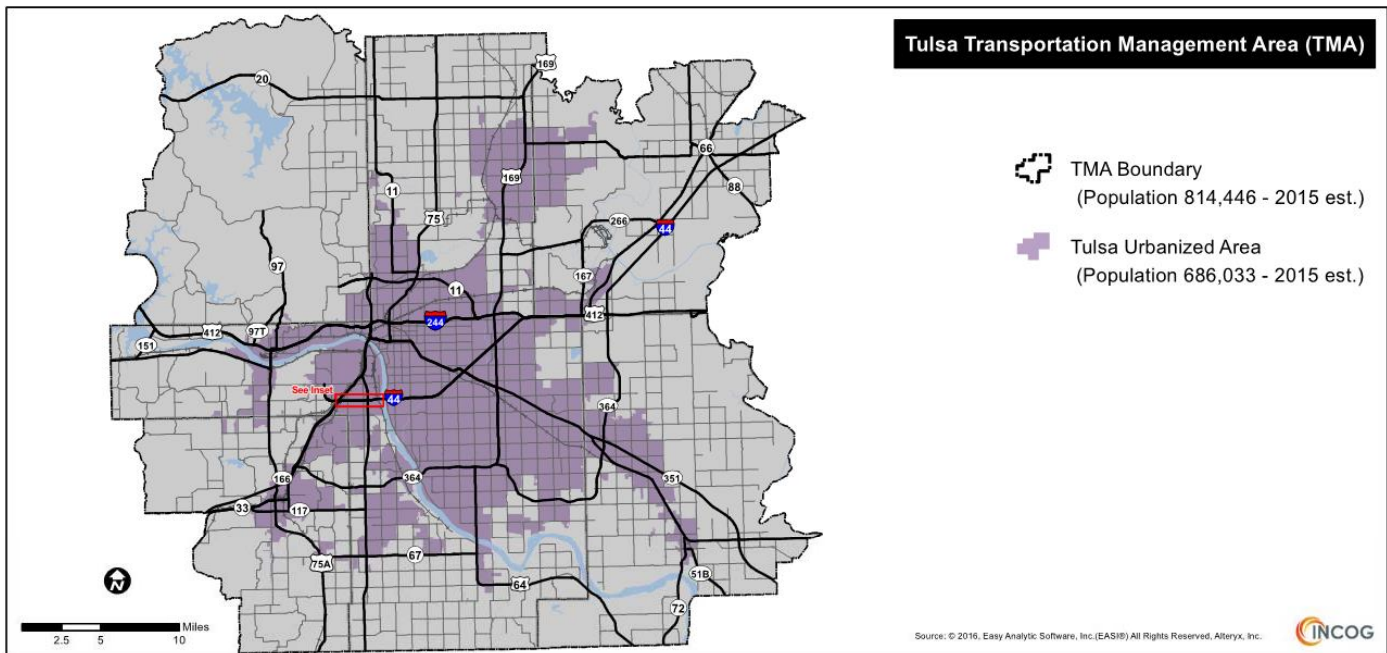 Tulsa Transportation Management Area (TMA)
TMA Boundary
(Population 814,446 - 2015 est.)
Tulsa Urbanized Area
(Population 686,033 - 2015 est.)
20
169
66
169
11
88
75
266
44
97
167
11
412
244
412
97T
151
See Inset
44
364
166
364
351
33
117
67
75A
64
51B
72
N
Miles
2.5 5 10
Source: © 2016, Easy Analytic Software, Inc.(EASI®) All Rights Reserved, Alteryx, Inc.
INCOG